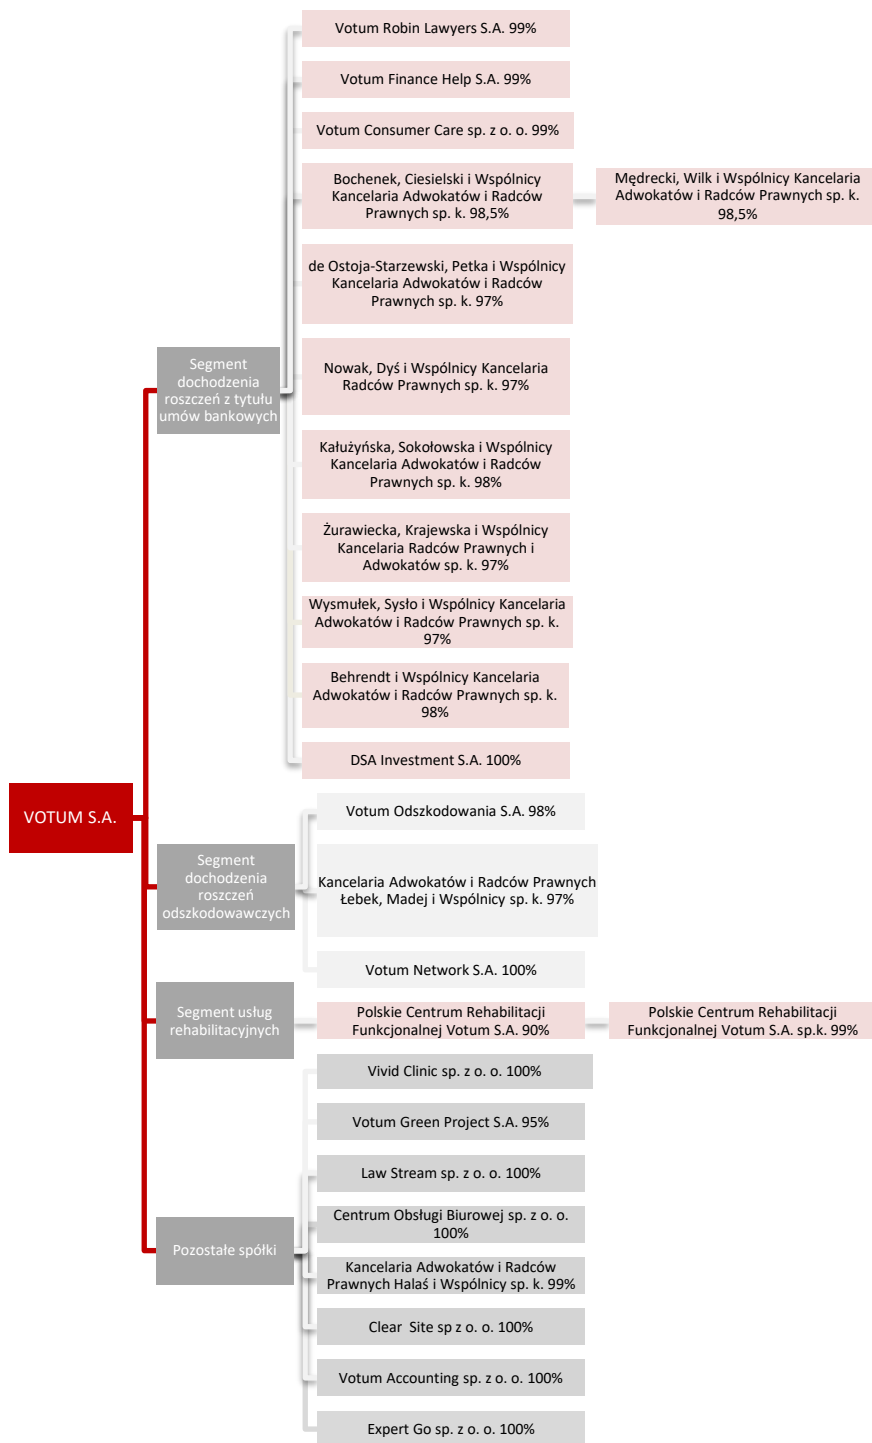 VOTUM S.A.
Segment
dochodzenia
roszczeń z tytułu
umów bankowych
Votum Robin Lawyers S.A. 99%
Votum Finance Help S.A. 99%
Votum Consumer Care sp. z o. o. 99%
Bochenek, Ciesielski i Wspólnicy
Kancelaria Adwokatów i Radców
Prawnych sp. k. 98,5%
Mędrecki, Wilk i Wspólnicy Kancelaria
Adwokatów i Radców Prawnych sp. k.
98,5%
de Ostoja-Starzewski, Petka i Wspólnicy
Kancelaria Adwokatów i Radców
Prawnych sp. k. 97%
Nowak, Dyś i Wspólnicy Kancelaria
Radców Prawnych sp. k. 97%
Kałużyńska, Sokołowska i Wspólnicy
Kancelaria Adwokatów i Radców
Prawnych sp. k. 98%
Żurawiecka, Krajewska i Wspólnicy
Kancelaria Radców Prawnych i
Adwokatów sp. k. 97%
Wysmułek, Sysło i Wspólnicy Kancelaria
Adwokatów i Radców Prawnych sp. k.
97%
Behrendt i Wspólnicy Kancelaria
Adwokatów i Radców Prawnych sp. k.
98%
DSA Investment S.A. 100%
Segment
dochodzenia
roszczeń
odszkodowawczych
Votum Odszkodowania S.A. 98%
Kancelaria Adwokatów i Radców Prawnych
Łebek, Madej i Wspólnicy sp. k. 97%
Votum Network S.A. 100%
Segment usług
rehabilitacyjnych
Polskie Centrum Rehabilitacji
Funkcjonalnej Votum S.A. 90%
Polskie Centrum Rehabilitacji
Funkcjonalnej Votum S.A. sp.k. 99%
Pozostałe spółki
Vivid Clinic sp. z o. o. 100%
Votum Green Project S.A. 95%
Law Stream sp. z o. o. 100%
Centrum Obsługi Biurowej sp. z o. o.
100%
Kancelaria Adwokatów i Radców
Prawnych Halaś i Wspólnicy sp. k. 99%
Clear  Site sp z o. o. 100%
Votum Accounting sp. z o. o. 100%
Expert Go sp. z o. o. 100%